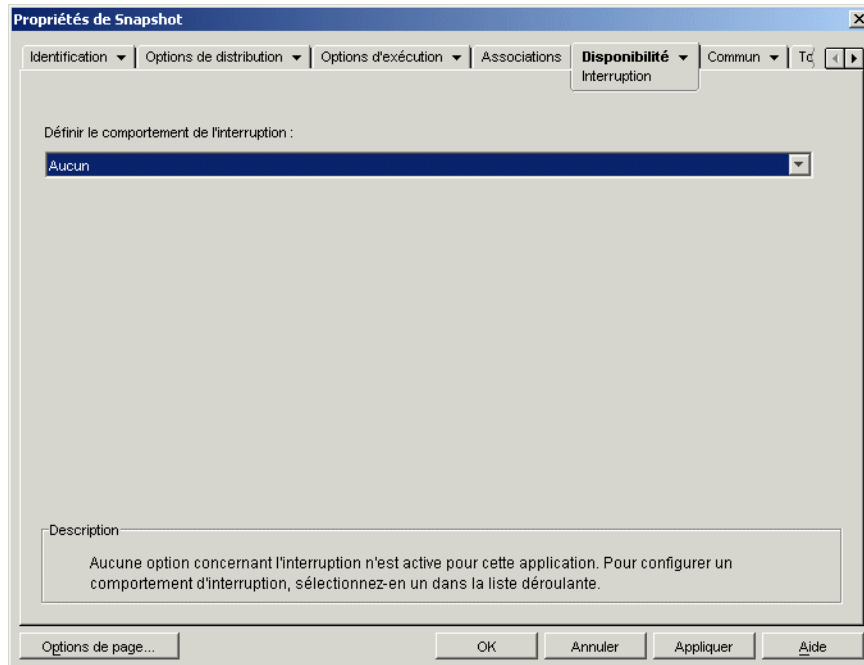 Propriétés de Snapshot
Identification Options de distribution Options d'exécution Associations Disponibilité Commun
Interruption
Définir le comportement de l'interruption :
Aucun
Description
Aucune option concernant l'interruption n'est active pour cette application. Pour configurer un
comportement d'interruption, sélectionnez-en un dans la liste déroulante.
Options de page... OK Annuler Appliquer Aide